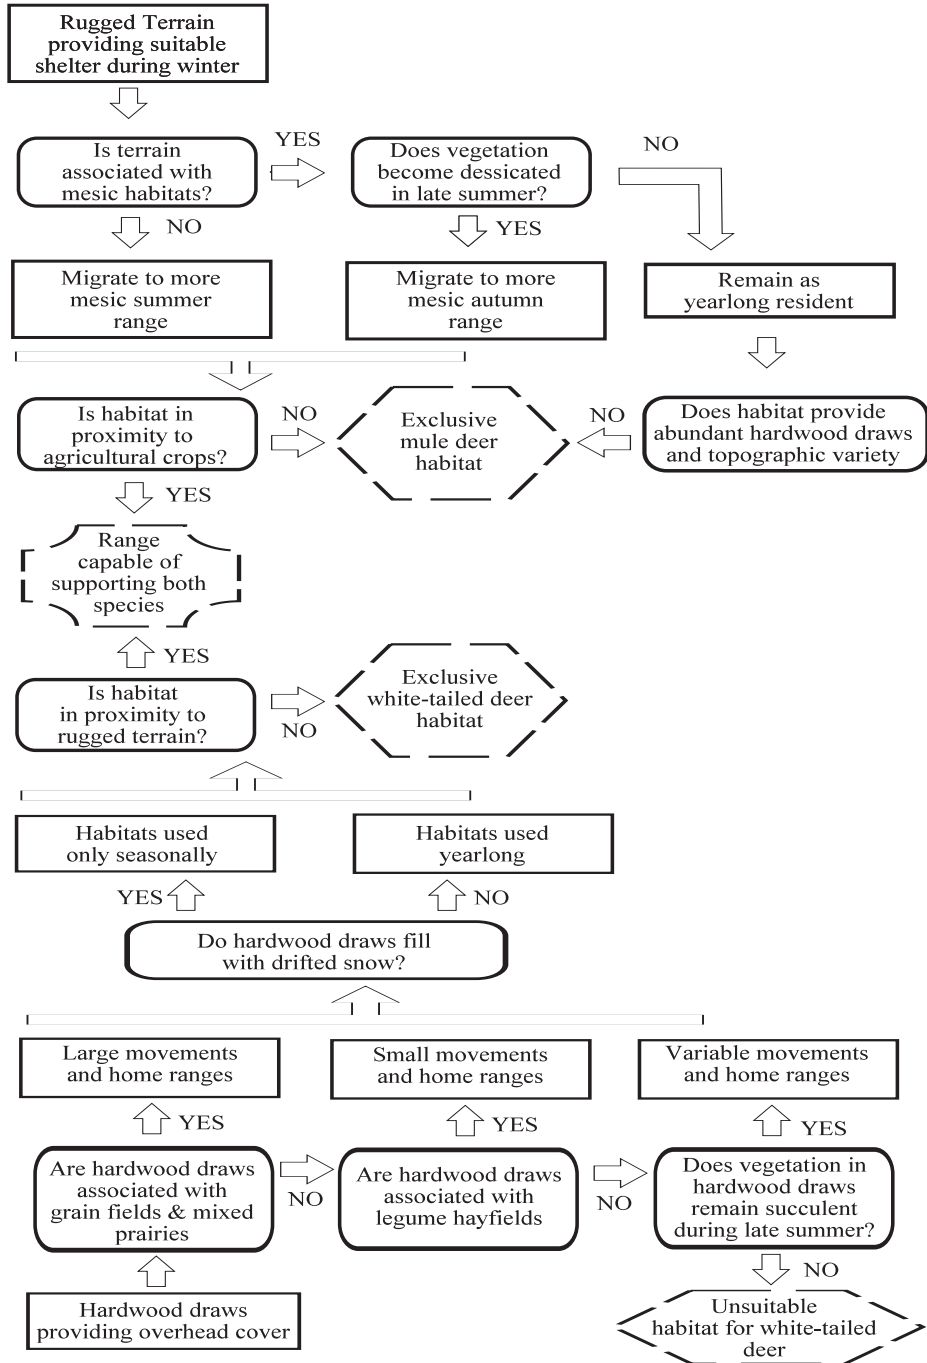 Rugged Terrain
providing suitable
shelter during winter
Is terrain
associated with
mesic habitats?
YES
Does vegetation
become dessicated
in late summer?
NO
NO
YES
Migrate to more
mesic summer
range
Migrate to more
mesic autumn
range
Remain as
yearlong resident
Is habitat in
proximity to
agricultural crops?
NO
Exclusive
mule deer
habitat
NO
Does habitat provide
abundant hardwood draws
and topographic variety
YES
Range
capable of
supporting both
species
YES
Is habitat
in proximity to
rugged terrain?
NO
Exclusive
white-tailed deer
habitat
Habitats used
only seasonally
Habitats used
yearlong
YES
NO
Do hardwood draws fill
with drifted snow?
Large movements
and home ranges
Small movements
and home ranges
Variable movements
and home ranges
YES
YES
YES
Are hardwood draws
associated with
grain fields & mixed
prairies
NO
Are hardwood draws
associated with
legume hayfields
NO
Does vegetation in
hardwood draws
remain succulent
during late summer?
NO
Hardwood draws
providing overhead cover
Unsuitable
habitat for white-tailed
deer